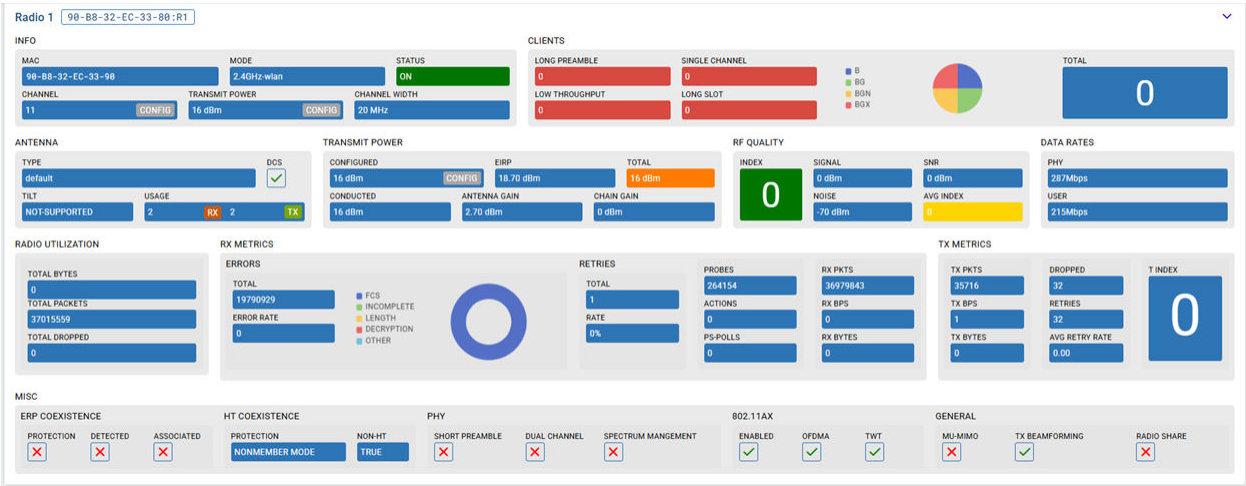 Radio 1 90-B8-32-EC-33-80:R1
INFO
MAC MODE STATUS
90-B8-32-EC-33-90 2.4GHz-wlan ON
CHANNEL TRANSMIT POWER CHANNEL WIDTH
11 CONFIG 16 dBm CONFIG 20 MHz
CLIENTS
LONG PREAMBLE SINGLE CHANNEL
0 0
LOW THROUGHPUT LONG SLOT
0 0
B
BG
BGN
BGX
TOTAL
0
ANTENNA
TYPE DCS
default
TILT USAGE
NOT-SUPPORTED 2 RX 2 TX
TRANSMIT POWER
CONFIGURED EIRP TOTAL
16 dBm CONFIG 18.70 dBm 16 dBm
CONDUCTED ANTENNA GAIN CHAIN GAIN
16 dBm 2.70 dBm 0 dBm
RF QUALITY
INDEX SIGNAL SNR
0 0 dBm 0 dBm
NOISE AVG INDEX
-70 dBm 0
DATA RATES
PHY
287Mbps
USER
215Mbps
RADIO UTILIZATION
TOTAL BYTES
0
TOTAL PACKETS
37015559
TOTAL DROPPED
0
RX METRICS
ERRORS
TOTAL
19790929
ERROR RATE
0
FCS
INCOMPLETE
LENGTH
DECRYPTION
OTHER
RETRIES
TOTAL
1
RATE
0%
PROBES RX PKTS
264154 36979843
ACTIONS RX BPS
0 0
PS-POLLS RX BYTES
0 0
TX METRICS
TX PKTS DROPPED T INDEX
35716 32 0
TX BPS RETRIES
1 32
TX BYTES AVG RETRY RATE
0 0.00
MISC
ERP COEXISTENCE
PROTECTION DETECTED ASSOCIATED
HT COEXISTENCE
PROTECTION NON-HT
NONMEMBER MODE TRUE
PHY
SHORT PREAMBLE DUAL CHANNEL SPECTRUM MANGEMENT
802.11AX
ENABLED OFDMA TWT
GENERAL
MU-MIMO TX BEAMFORMING RADIO SHARE